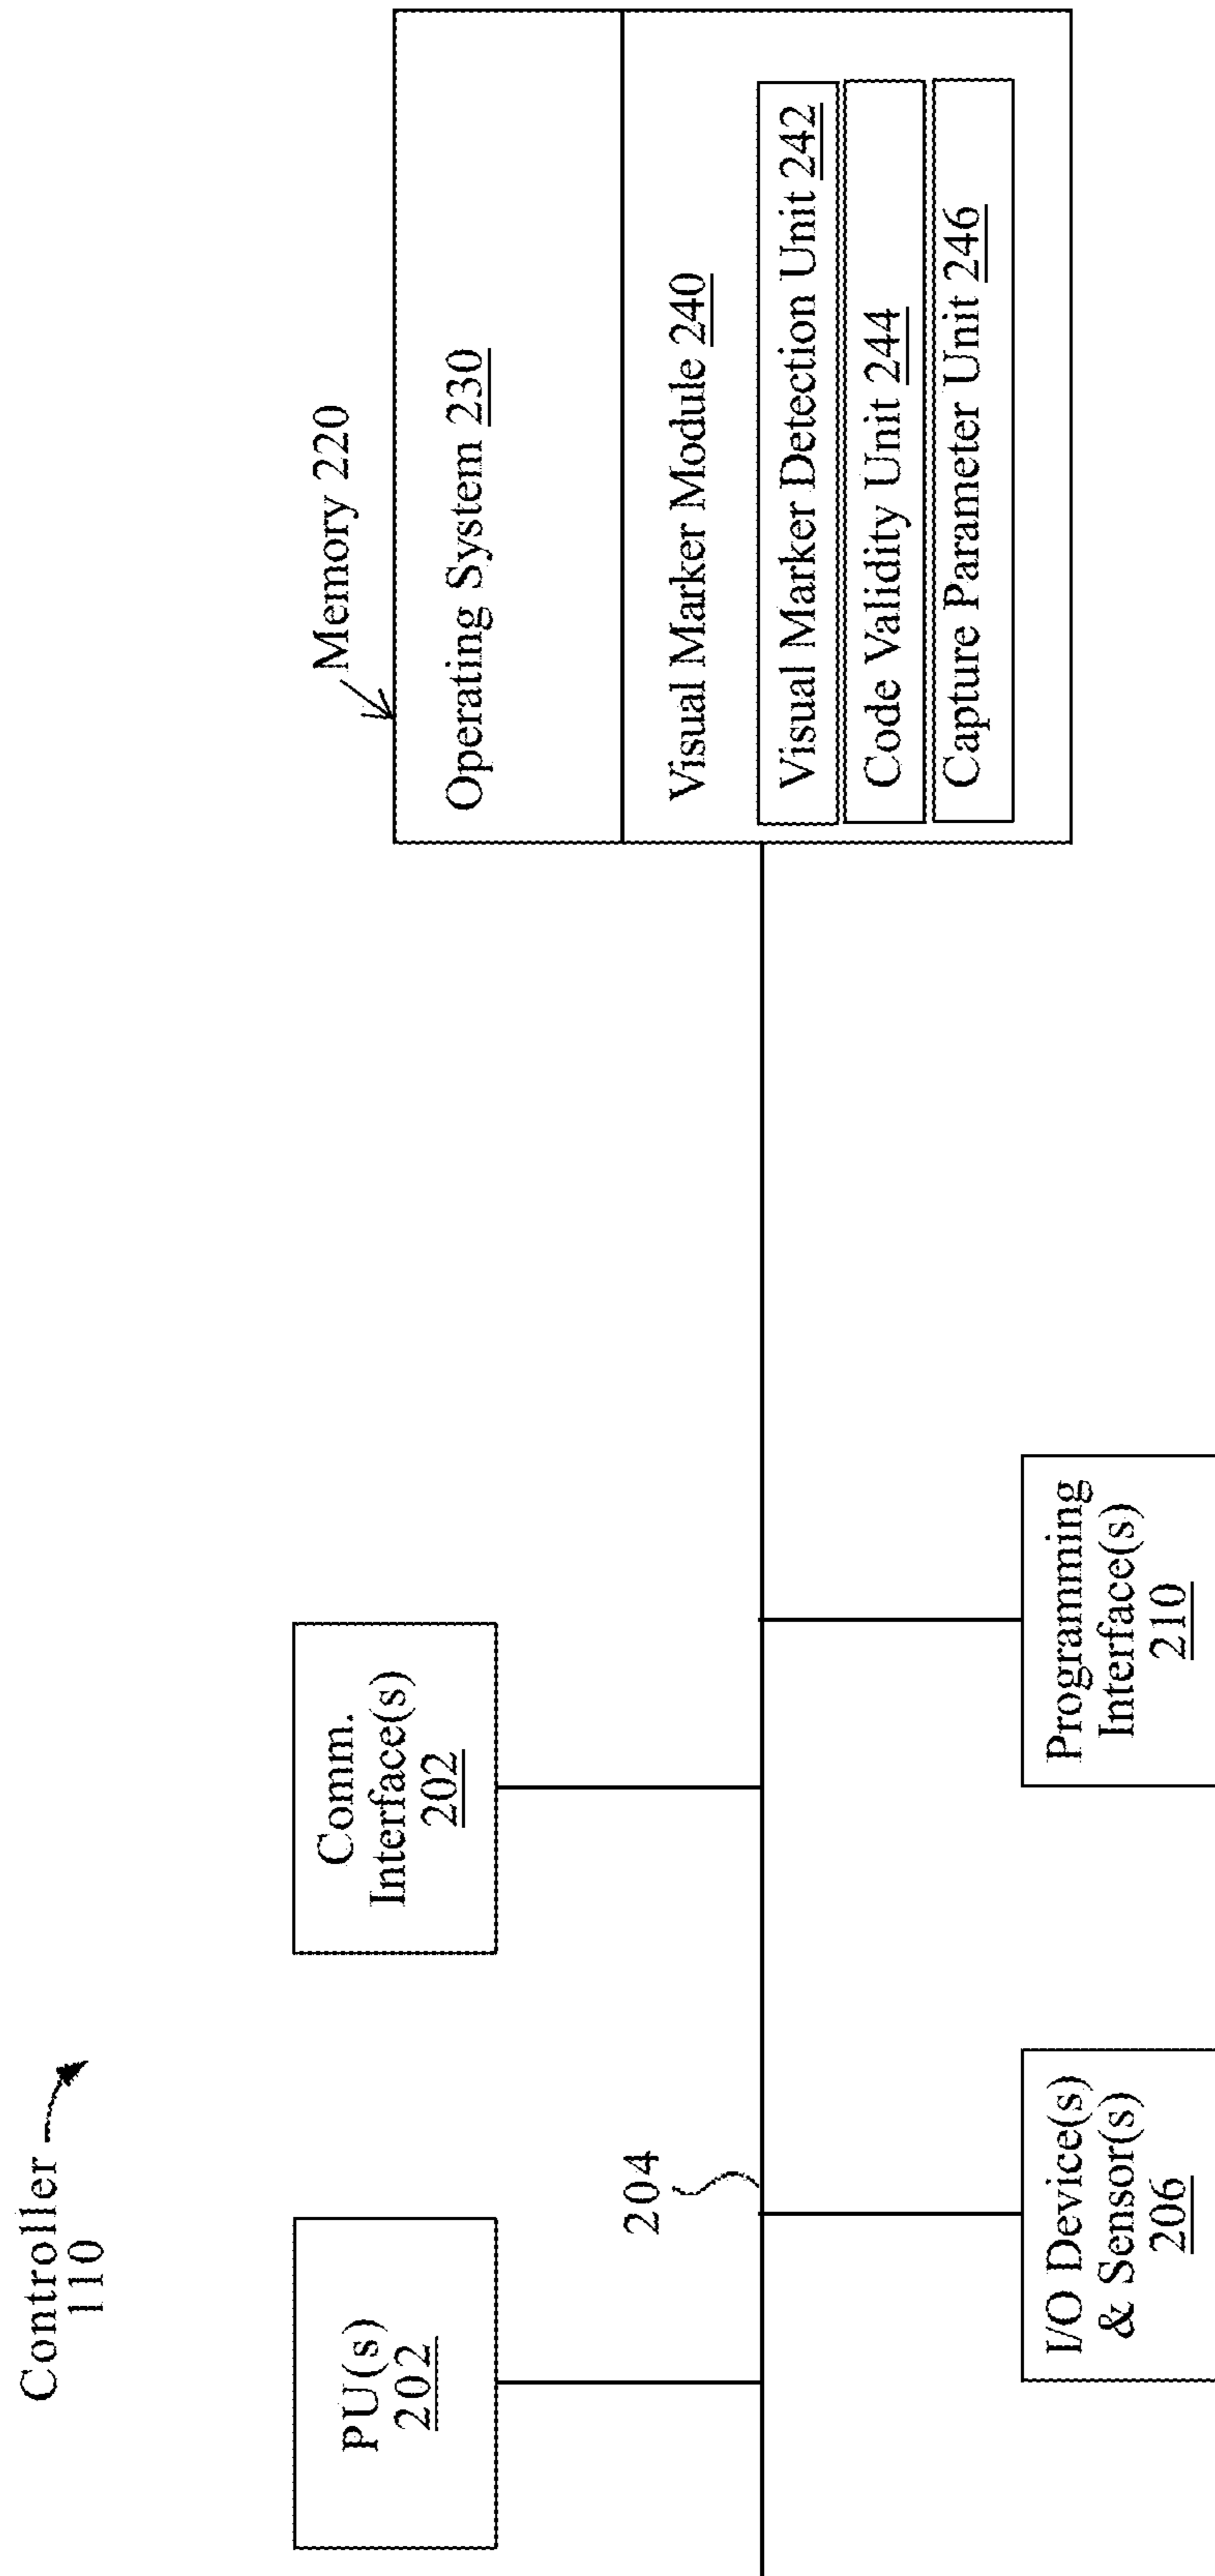 Controller
110
PU(s)
202
Comm.
Interface(s)
202
204
I/O Device(s)
& Sensor(s)
206
Programming
Interface(s)
210
Memory 220
Operating System 230
Visual Marker Module 240
Visual Marker Detection Unit 242
Code Validity Unit 244
Capture Parameter Unit 246